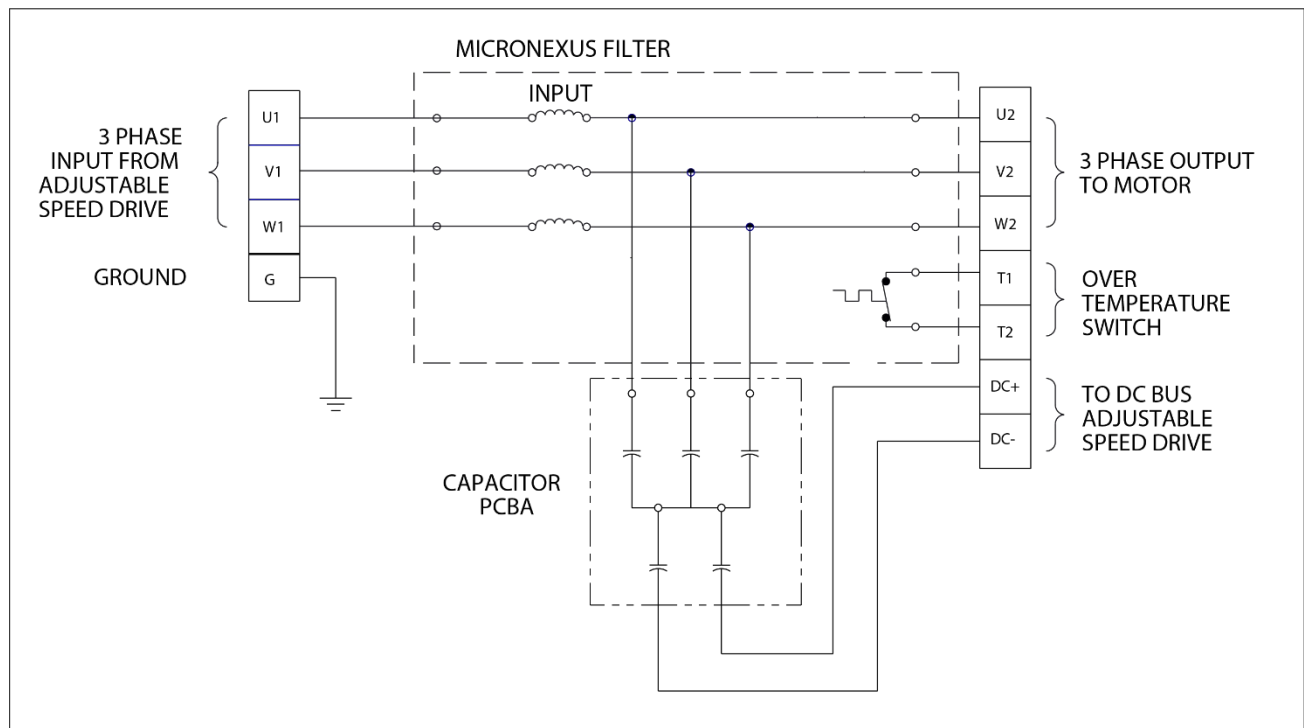 MICRONEXUS FILTER
INPUT
3 PHASE
INPUT FROM
ADJUSTABLE
SPEED DRIVE
U1
V1
W1
GROUND
G
U2
V2
W2
3 PHASE OUTPUT
TO MOTOR
T1
T2
OVER
TEMPERATURE
SWITCH
DC+
DC-
TO DC BUS
ADJUSTABLE
SPEED DRIVE
CAPACITOR
PCBA